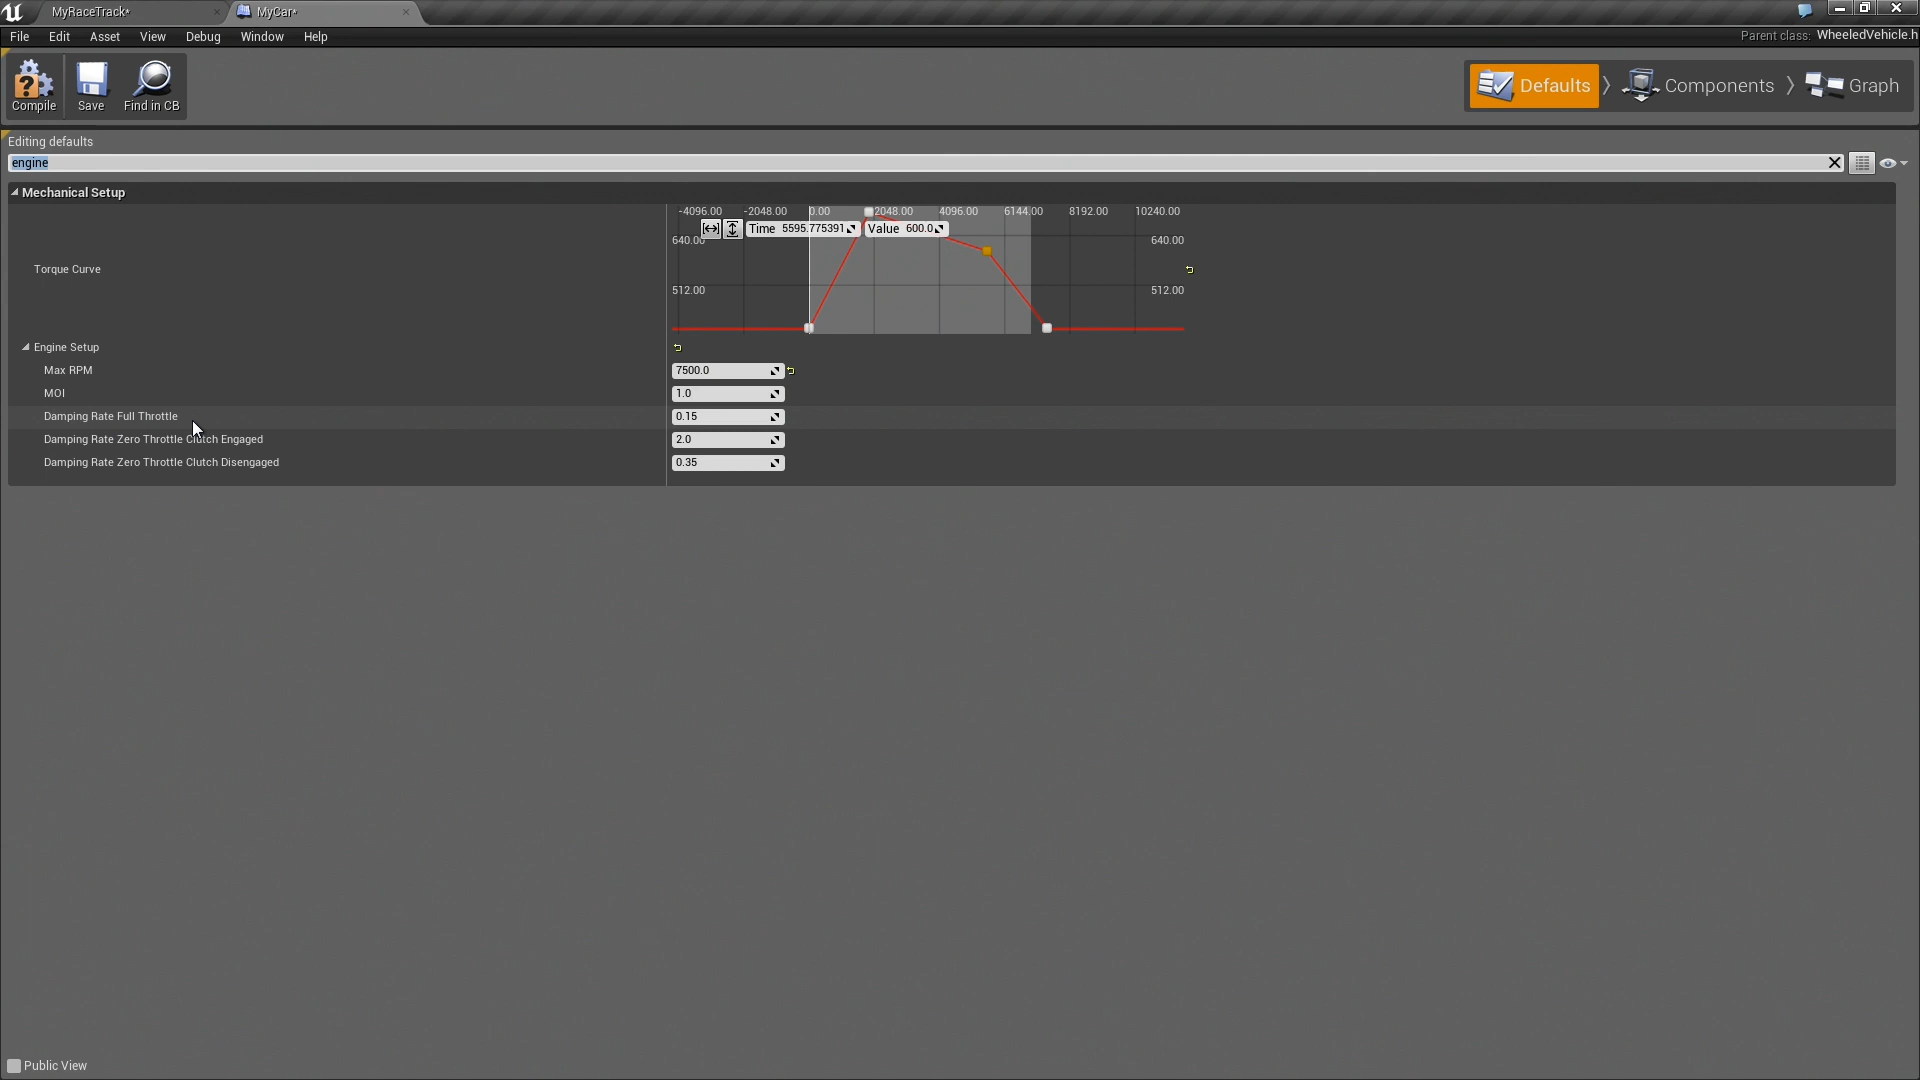 MyRaceTrack*
MyCar*
File Edit Asset View Debug Window Help
Parent class: WheeledVehicle.h
Compile Save Find in CB
Defaults Components Graph
Editing defaults
engine
Mechanical Setup
-4096.00 -2048.00 0.00 2048.00 4096.00 6144.00 8192.00 10240.00
Time 5595.775391 Value 600.0
640.00 640.00
Torque Curve
512.00 512.00
Engine Setup
Max RPM 7500.0
MOI 1.0
Damping Rate Full Throttle 0.15
Damping Rate Zero Throttle Clutch Engaged 2.0
Damping Rate Zero Throttle Clutch Disengaged 0.35
Public View